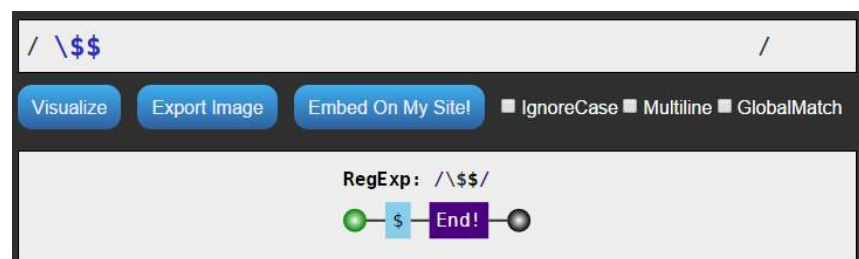 / \$$ /
Visualize Export Image Embed On My Site! IgnoreCase Multiline GlobalMatch
RegExp: /\$$/
$ End!